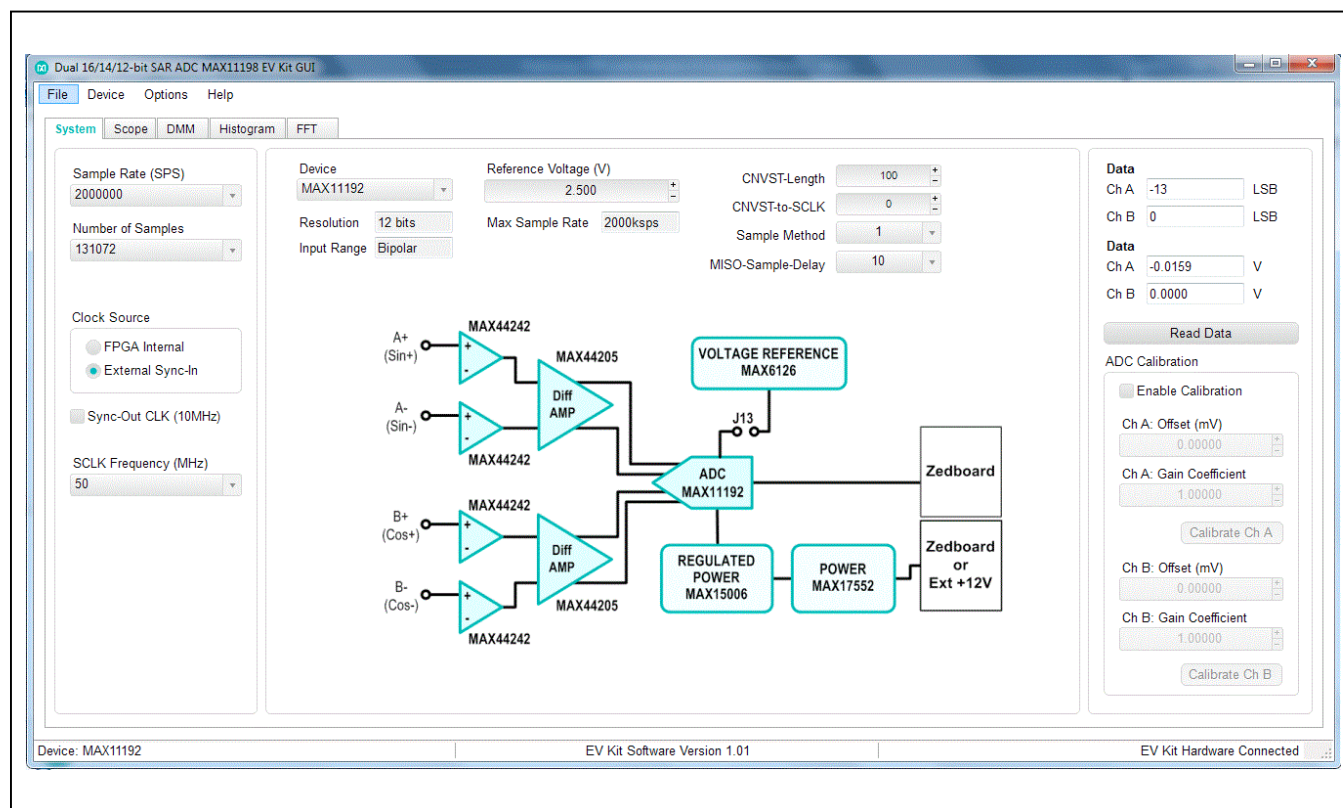 Dual 16/14/12-bit SAR ADC MAX11198 EV Kit GUI
File Device Options Help
System Scope DMM Histogram FFT
Sample Rate (SPS)
2000000
Number of Samples
131072
Clock Source
FPGA Internal
External Sync-In
Sync-Out CLK (10MHz)
SCLK Frequency (MHz)
50
Device
MAX11192
Resolution 12 bits
Input Range Bipolar
Reference Voltage (V)
2.500
Max Sample Rate 2000ksps
CNVST-Length 100
CNVST-to-SCLK 0
Sample Method 1
MISO-Sample-Delay 10
A+
(Sin+)
+
-
MAX44242
A-
(Sin-)
+
-
MAX44242
MAX44205
Diff
AMP
VOLTAGE REFERENCE
MAX6126
J13
ADC
MAX11192
Zedboard
B+
(Cos+)
+
-
MAX44242
B-
(Cos-)
+
-
MAX44242
Diff
AMP
MAX44205
REGULATED
POWER
MAX15006
POWER
MAX17552
Zedboard
or
Ext +12V
Data
Ch A -13 LSB
Ch B 0 LSB
Data
Ch A -0.0159 V
Ch B 0.0000 V
Read Data
ADC Calibration
Enable Calibration
Ch A: Offset (mV)
0.00000
Ch A: Gain Coefficient
1.00000
Calibrate Ch A
Ch B: Offset (mV)
0.00000
Ch B: Gain Coefficient
1.00000
Calibrate Ch B
Device: MAX11192
EV Kit Software Version 1.01
EV Kit Hardware Connected